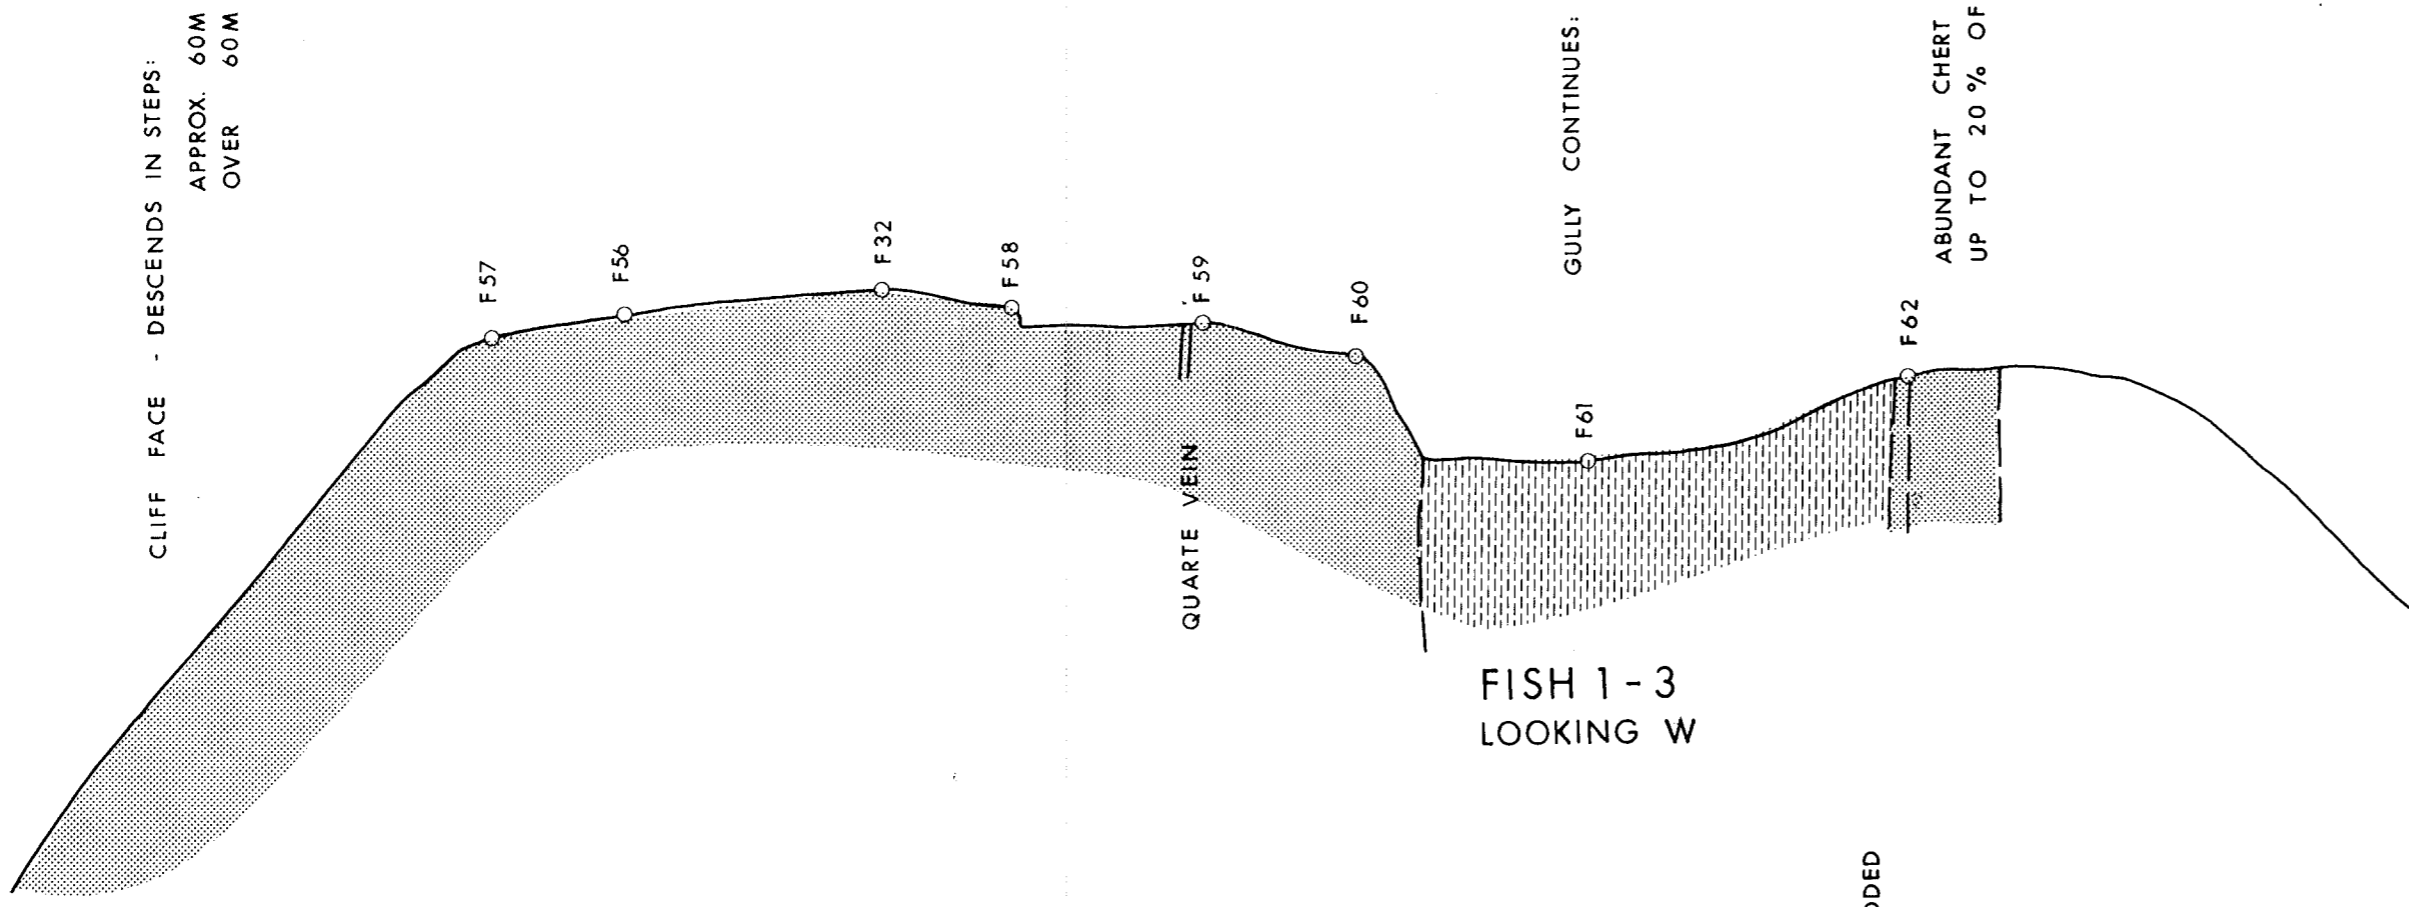 CLIFF FACE - DESCENDS IN STEPS:
APPROX. 60M
OVER 60M
F57
F56
F32
F58
F59
QUARTE VEIN
F60
GULLY CONTINUES:
F61
ABUNDANT CHERT
UP TO 20% OF
F62
FISH 1-3
LOOKING W